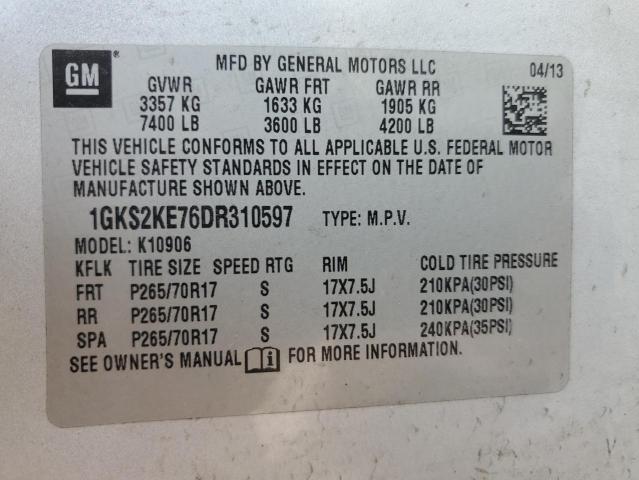 GM
MFD BY GENERAL MOTORS LLC 04/13
GVWR GAWR FRT GAWR RR
3357 KG 1633 KG 1905 KG
7400 LB 3600 LB 4200 LB
THIS VEHICLE CONFORMS TO ALL APPLICABLE U.S. FEDERAL MOTOR
VEHICLE SAFETY STANDARDS IN EFFECT ON THE DATE OF
MANUFACTURE SHOWN ABOVE.
1GKS2KE76DR310597 TYPE: M.P.V.
MODEL: K10906
KFLK TIRE SIZE SPEED RTG RIM COLD TIRE PRESSURE
FRT P265/70R17 S 17X7.5J 210KPA(30PSI)
RR P265/70R17 S 17X7.5J 210KPA(30PSI)
SPA P265/70R17 S 17X7.5J 240KPA(35PSI)
SEE OWNER'S MANUAL FOR MORE INFORMATION.